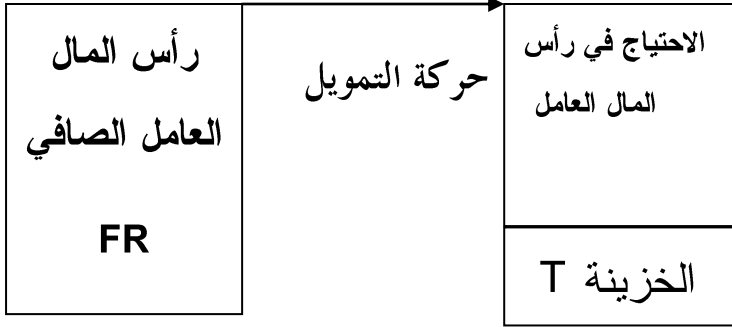 رأس المال
العامل الصافي
FR
حركة التمويل
الاحتياج في رأس
المال العامل
الخزينة T